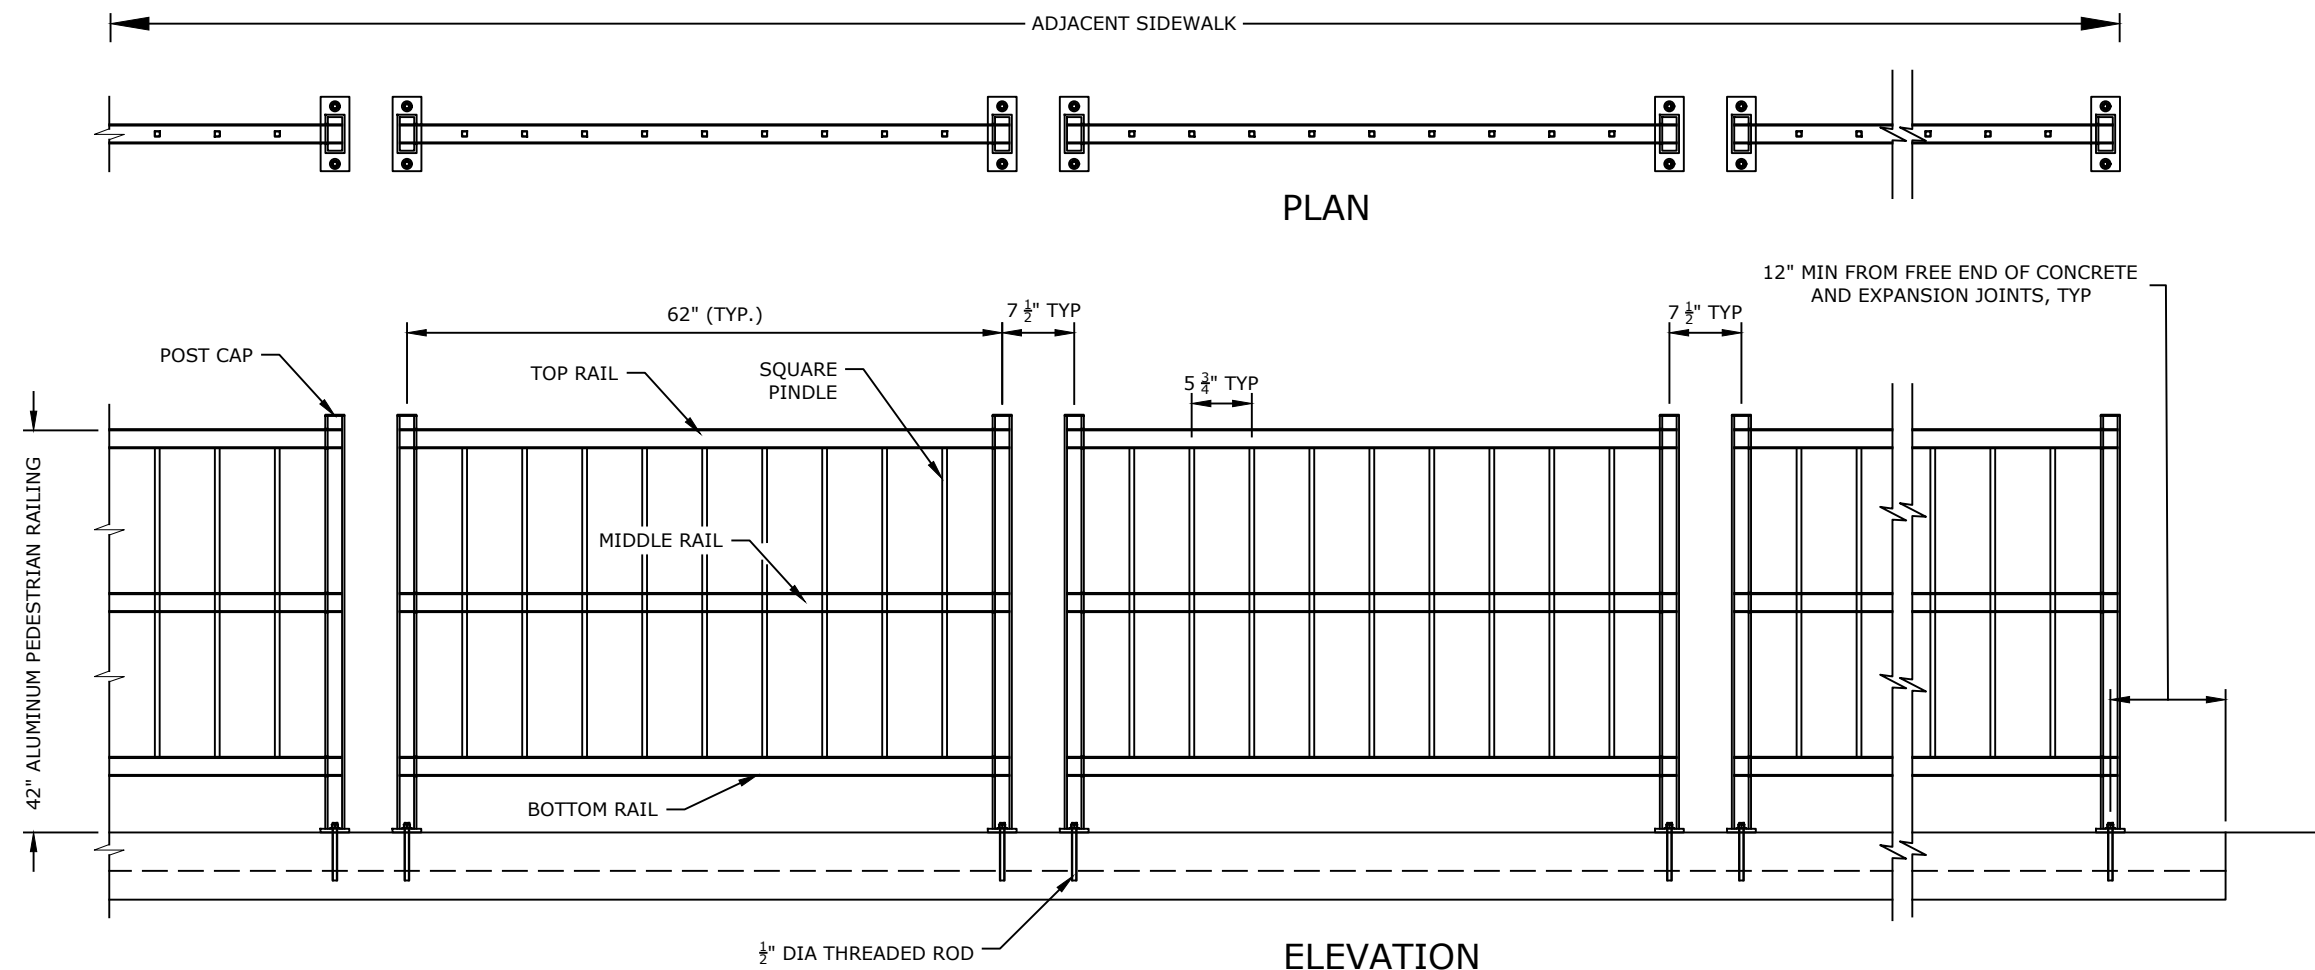 ADJACENT SIDEWALK
PLAN
12" MIN FROM FREE END OF CONCRETE
AND EXPANSION JOINTS, TYP
62" (TYP.)
7 1/2" TYP
7 1/2" TYP
POST CAP
TOP RAIL
SQUARE
PINDLE
5 3/4" TYP
42" ALUMINUM PEDESTRIAN RAILING
MIDDLE RAIL
BOTTOM RAIL
1/2" DIA THREADED ROD
ELEVATION